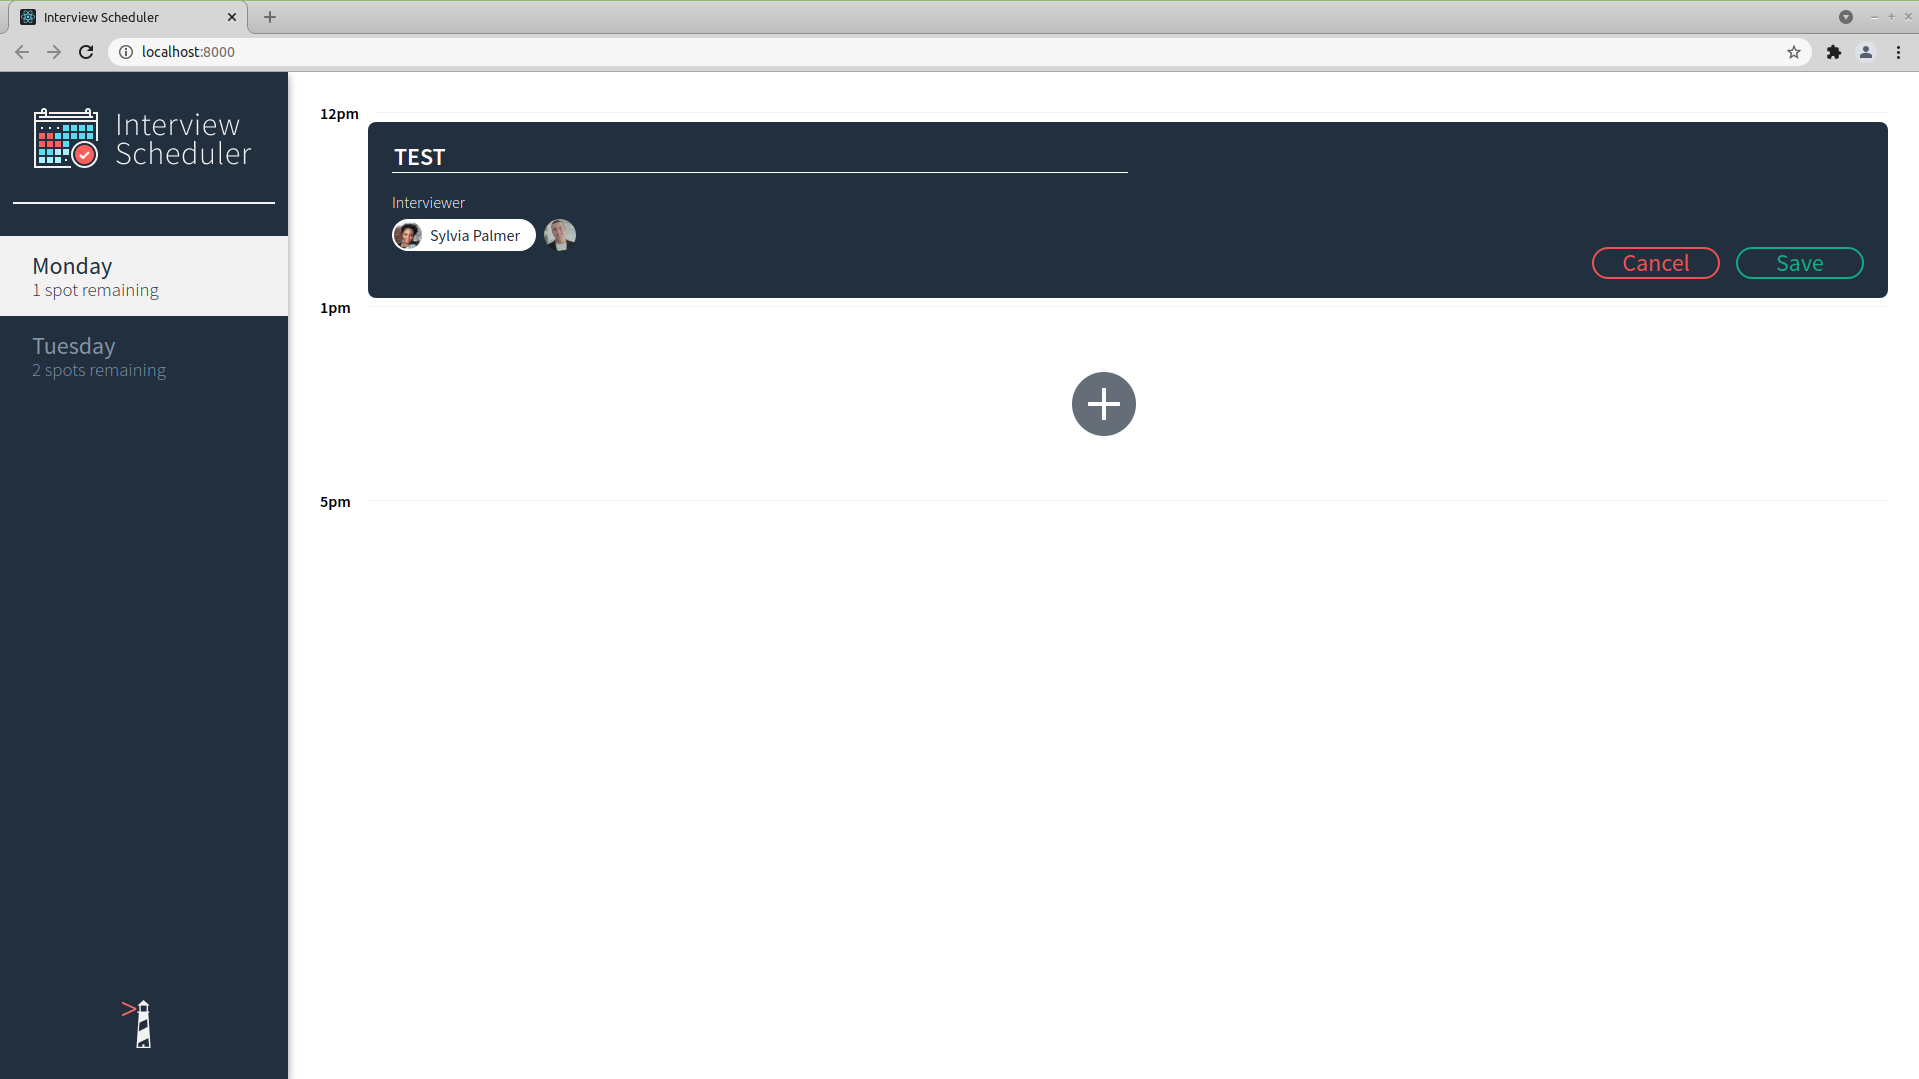 Interview Scheduler
localhost:8000
Interview
Scheduler
Monday
1 spot remaining
Tuesday
2 spots remaining
12pm
TEST
Interviewer
Sylvia Palmer
Cancel
Save
1pm
5pm